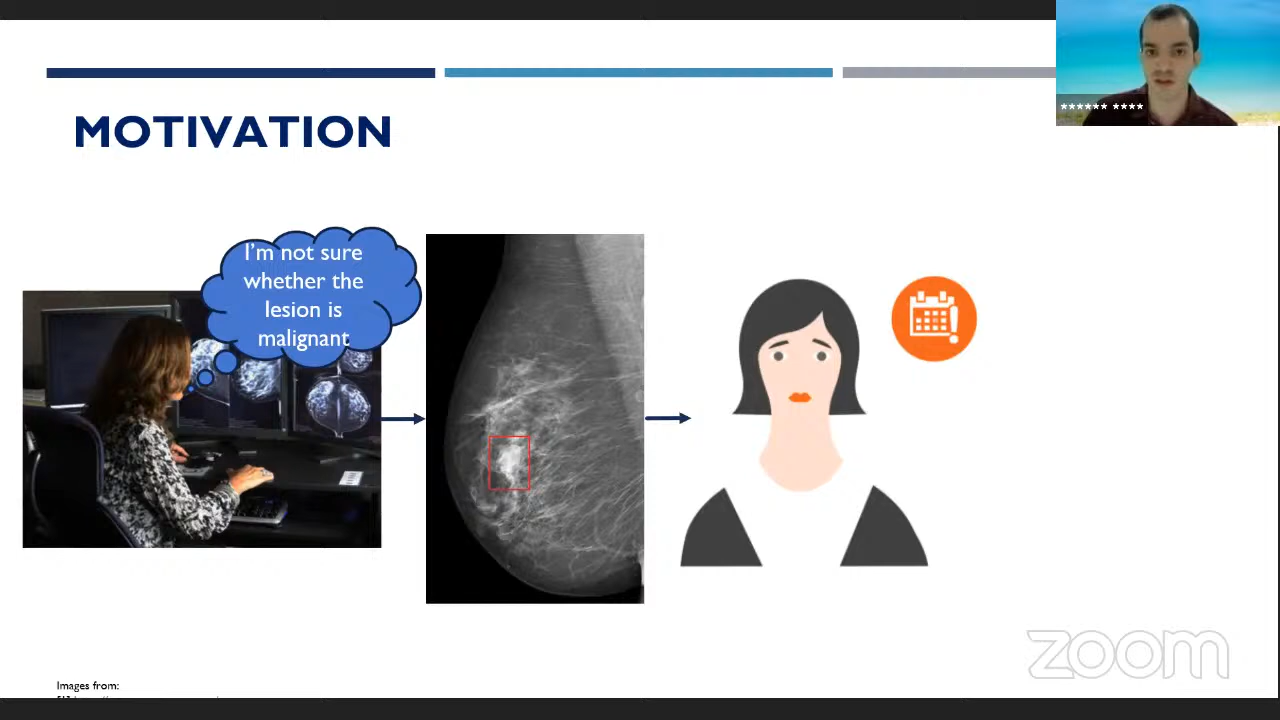 ****** ****
MOTIVATION
I'm not sure
whether the
lesion is
malignant
zoom
Images from: